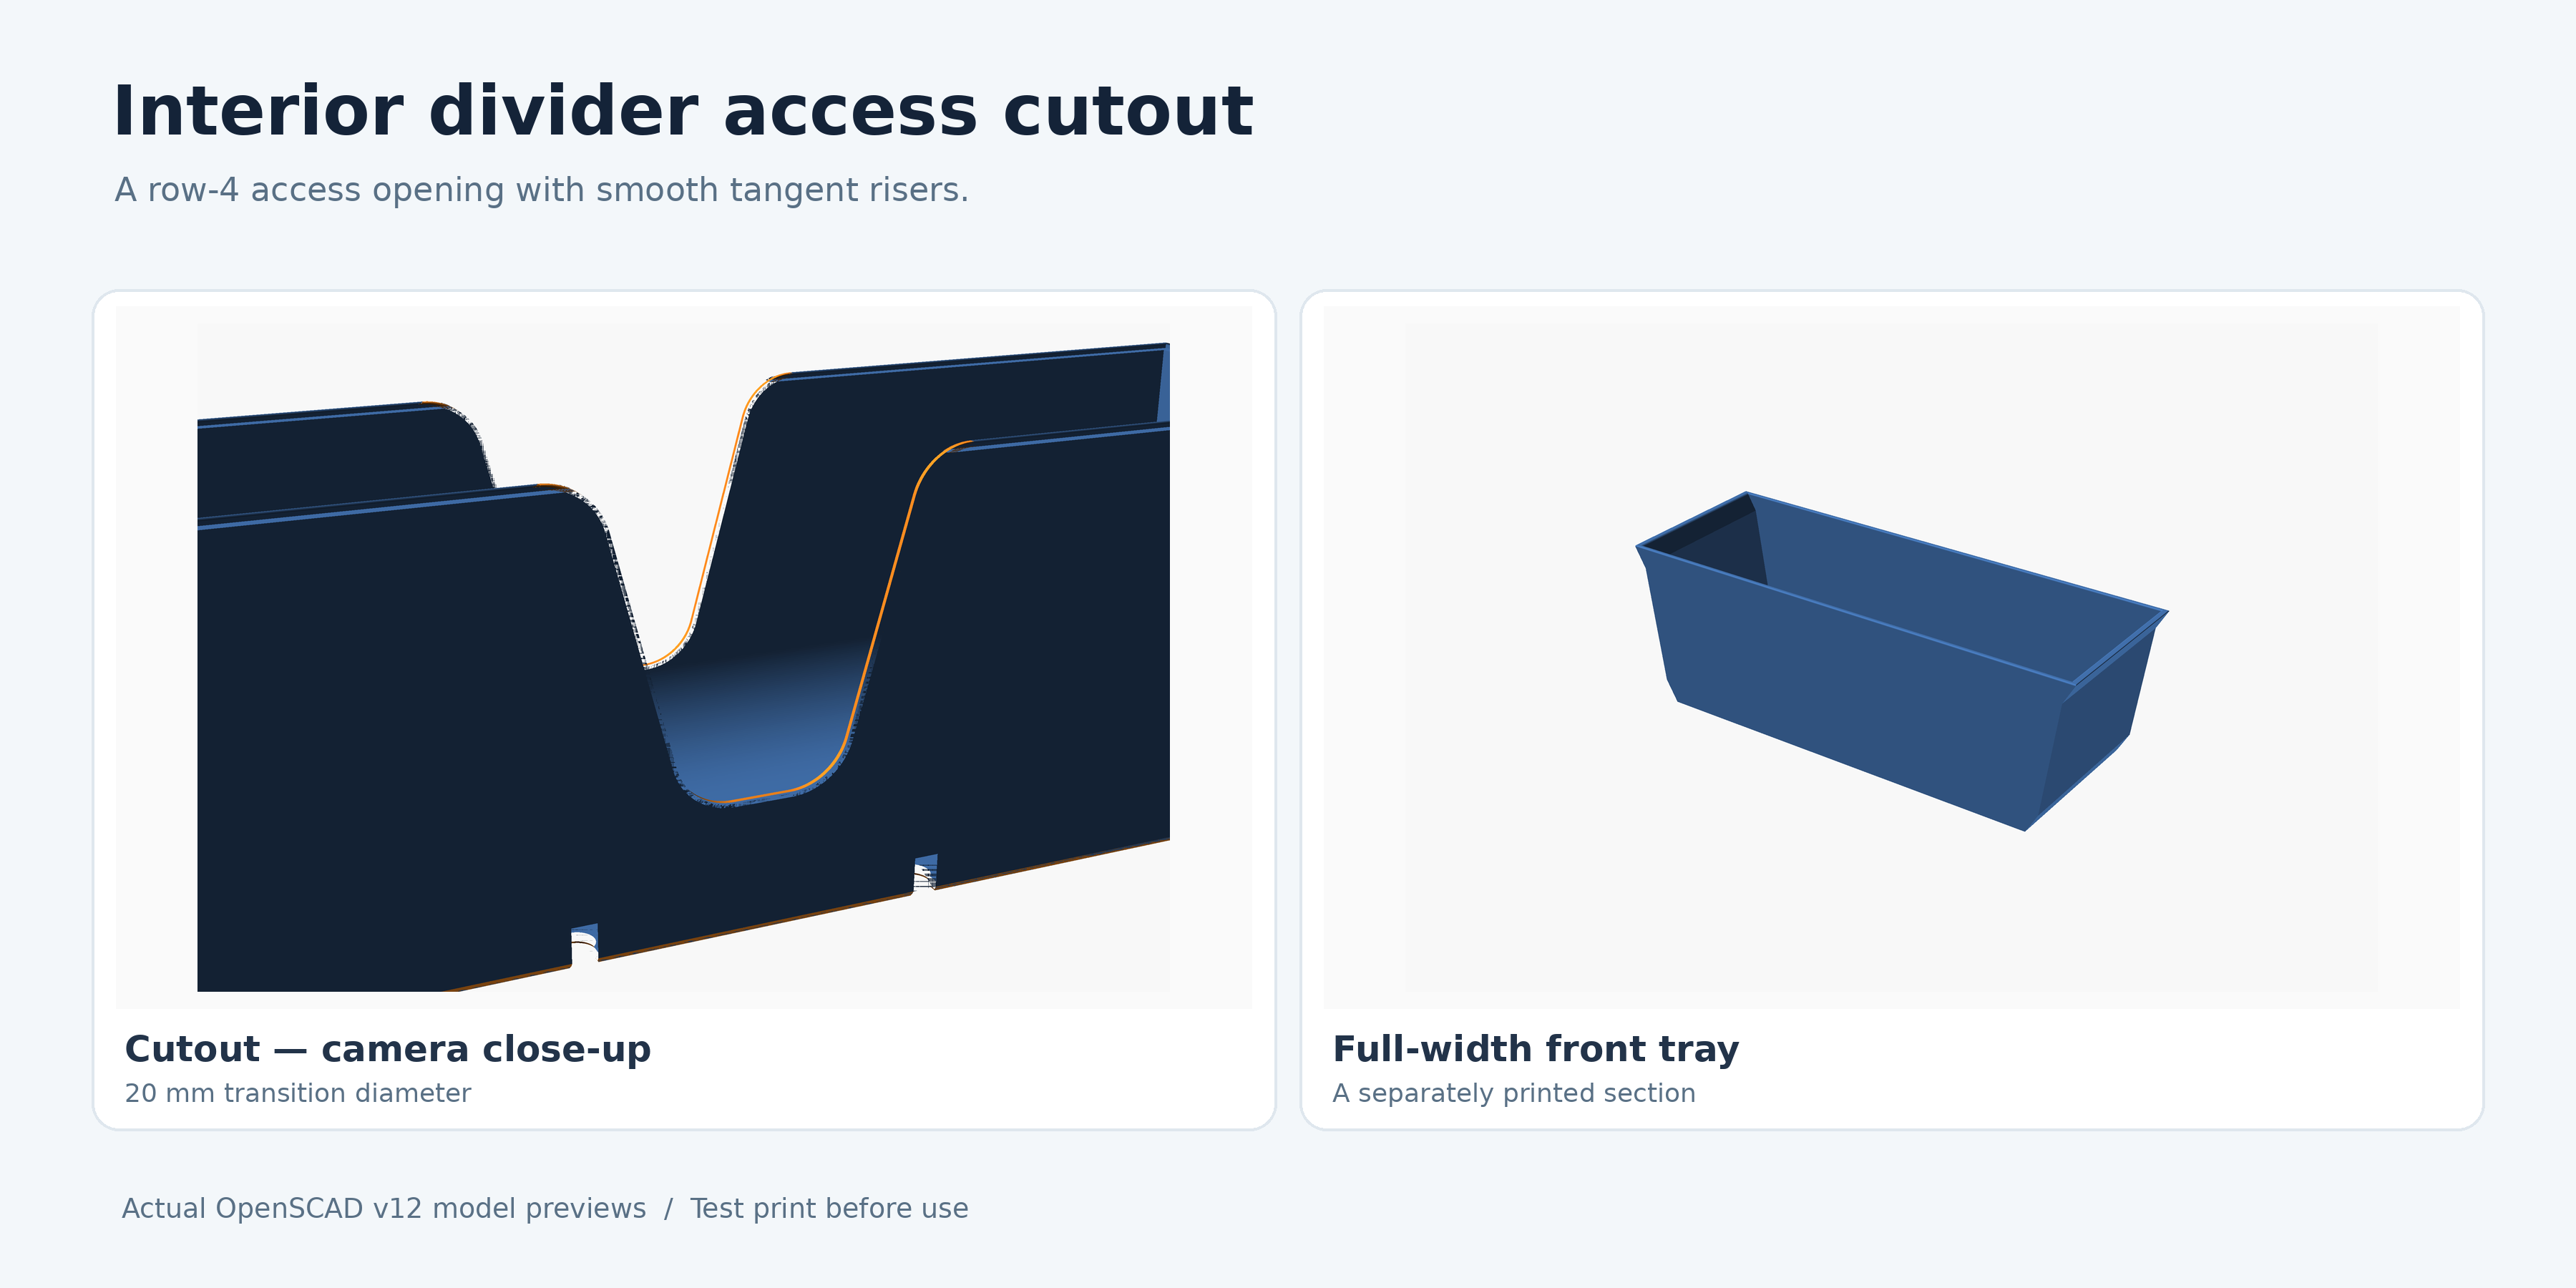 Interior divider access cutout
A row-4 access opening with smooth tangent risers.
Cutout — camera close-up
20 mm transition diameter
Full-width front tray
A separately printed section
Actual OpenSCAD v12 model previews / Test print before use